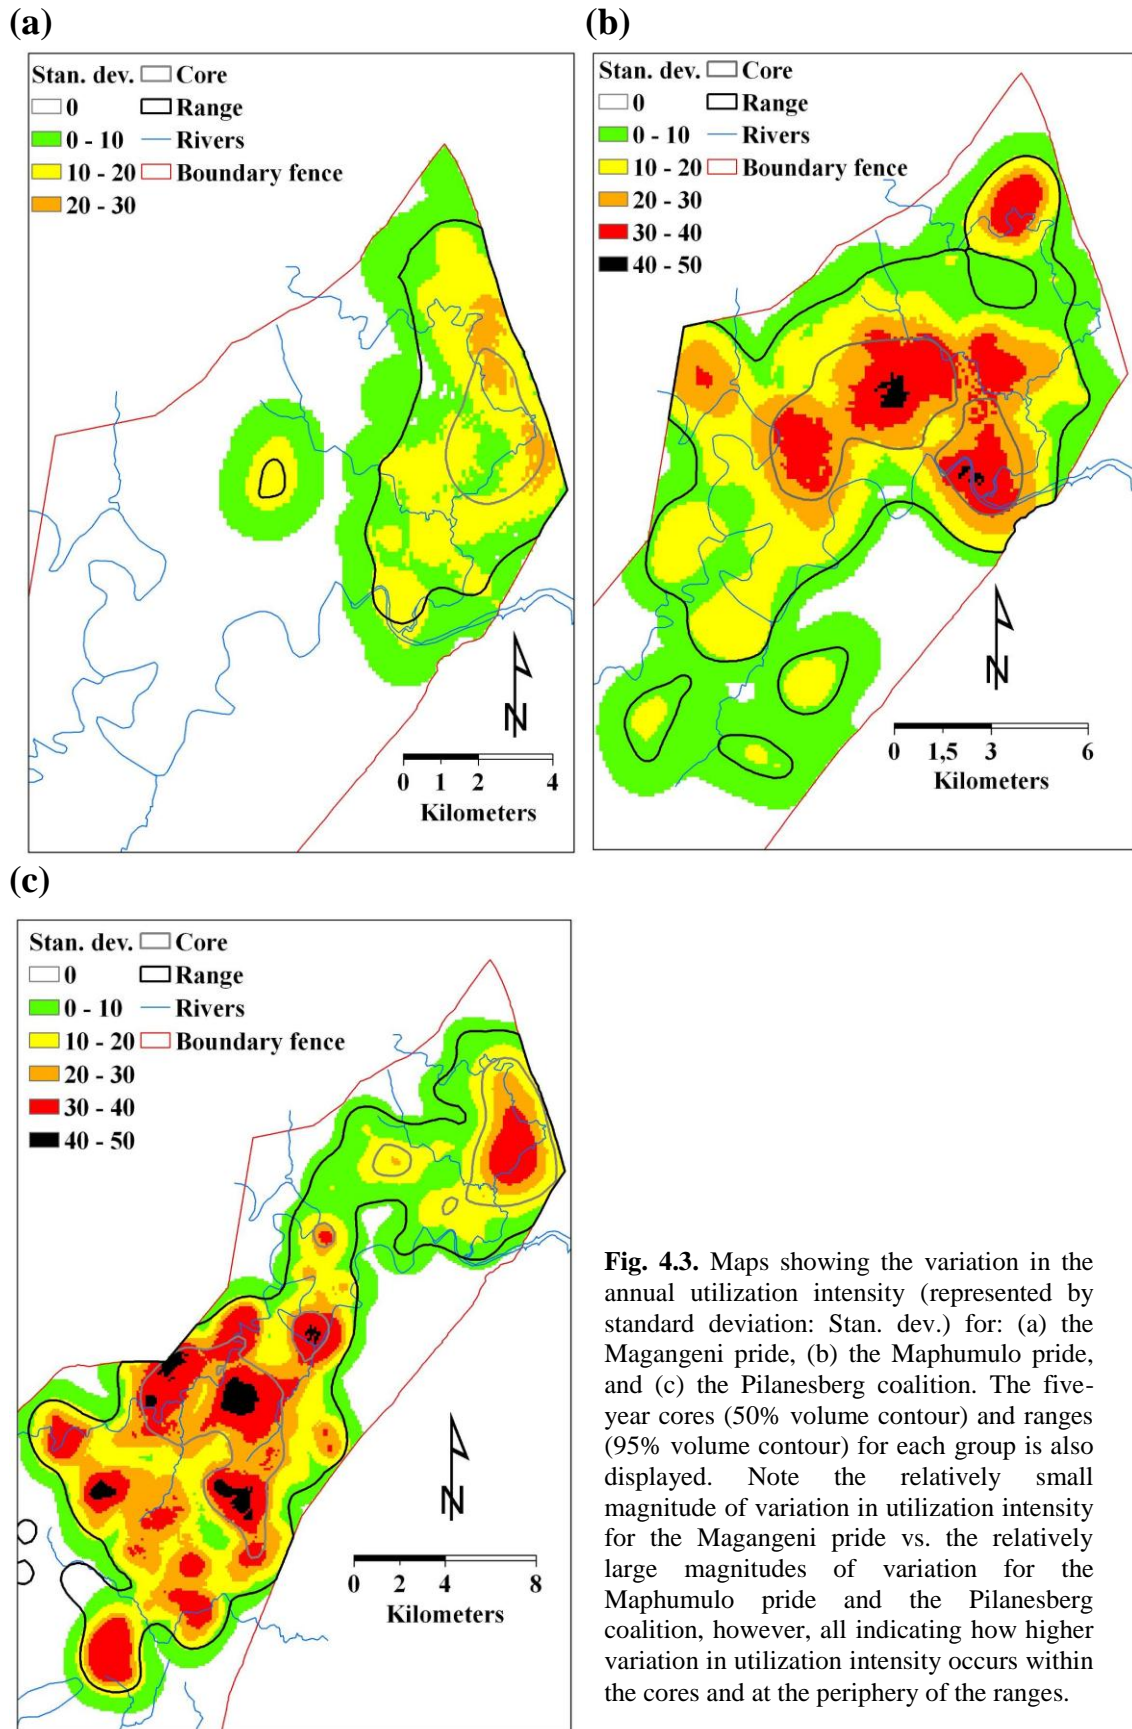 (a)
Stan. dev. Core
0 Range
0 - 10 Rivers
10 - 20 Boundary fence
20 - 30
N
0 1 2 4
Kilometers
(b)
Stan. dev. Core
0 Range
0 - 10 Rivers
10 - 20 Boundary fence
20 - 30
30 - 40
40 - 50
N
0 1,5 3 6
Kilometers
(c)
Stan. dev. Core
0 Range
0 - 10 Rivers
10 - 20 Boundary fence
20 - 30
30 - 40
40 - 50
N
0 2 4 8
Kilometers
Fig. 4.3. Maps showing the variation in the
annual utilization intensity (represented by
standard deviation: Stan. dev.) for: (a) the
Magangeni pride, (b) the Maphumulo pride,
and (c) the Pilanesberg coalition. The five-
year cores (50% volume contour) and ranges
(95% volume contour) for each group is also
displayed. Note the relatively small
magnitude of variation in utilization intensity
for the Magangeni pride vs. the relatively
large magnitudes of variation for the
Maphumulo pride and the Pilanesberg
coalition, however, all indicating how higher
variation in utilization intensity occurs within
the cores and at the periphery of the ranges.